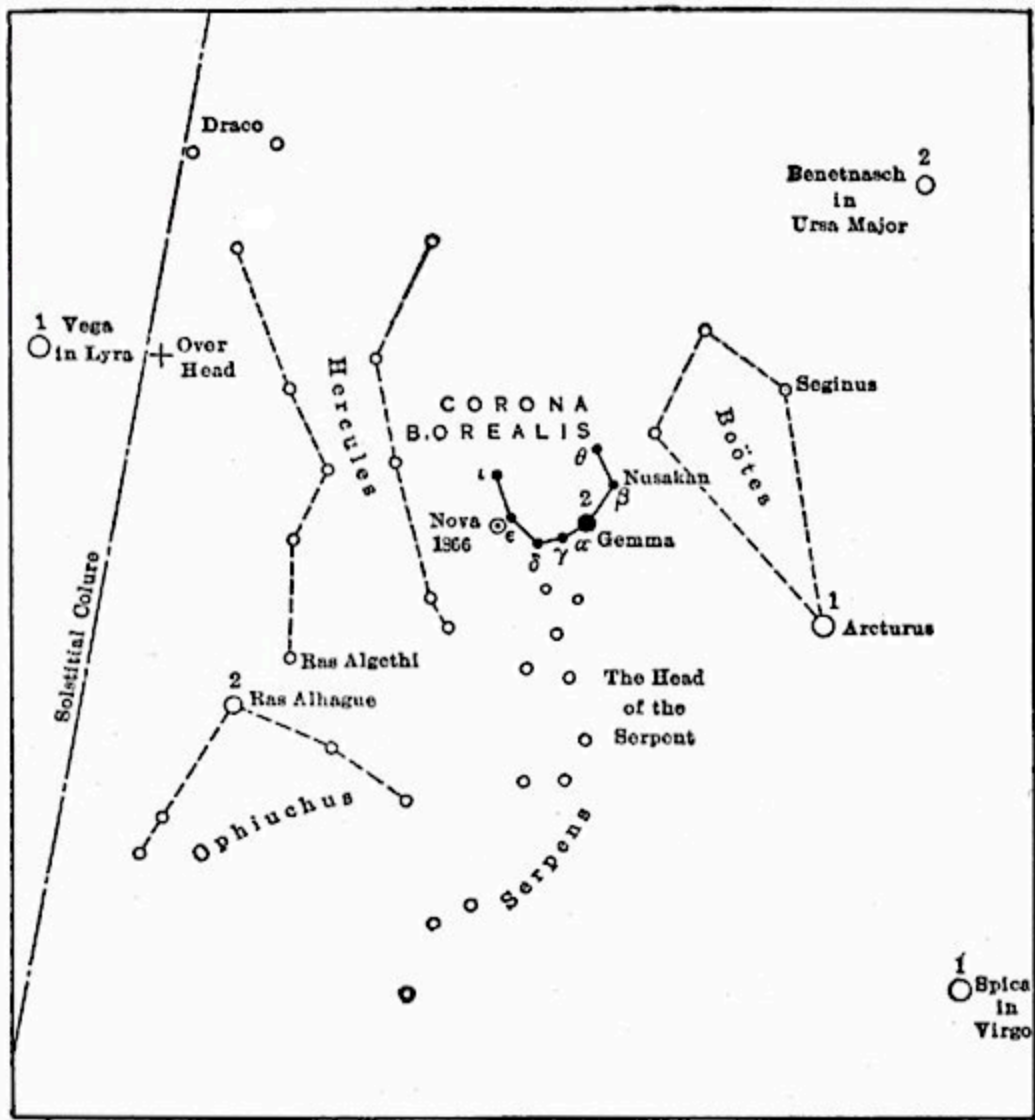 Draco
2
Benetnasch
in
Ursa Major
1 Vega
in Lyra
Over
Head
Hercules
CORONA
B.OREALIS
Seginus
Boötes
θ
ι
Nusakhn
β
2
Nova
1866
ε
δ
γ
α
Gemma
1
Arcturus
Solstitial Colure
Ras Algethi
2
Ras Alhague
The Head
of the
Serpent
Ophiuchus
Serpens
1
Spica
in
Virgo